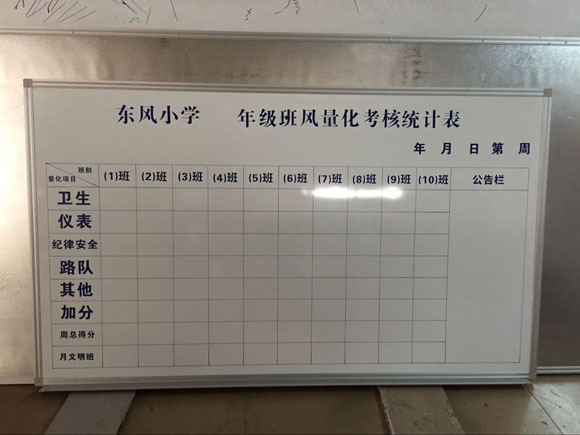 东风小学 年级班风量化考核统计表
年 月 日 第 周
班别
量化项目 (1)班 (2)班 (3)班 (4)班 (5)班 (6)班 (7)班 (8)班 (9)班 (10)班 公告栏
卫生
仪表
纪律安全
路队
其他
加分
周总得分
月文明班